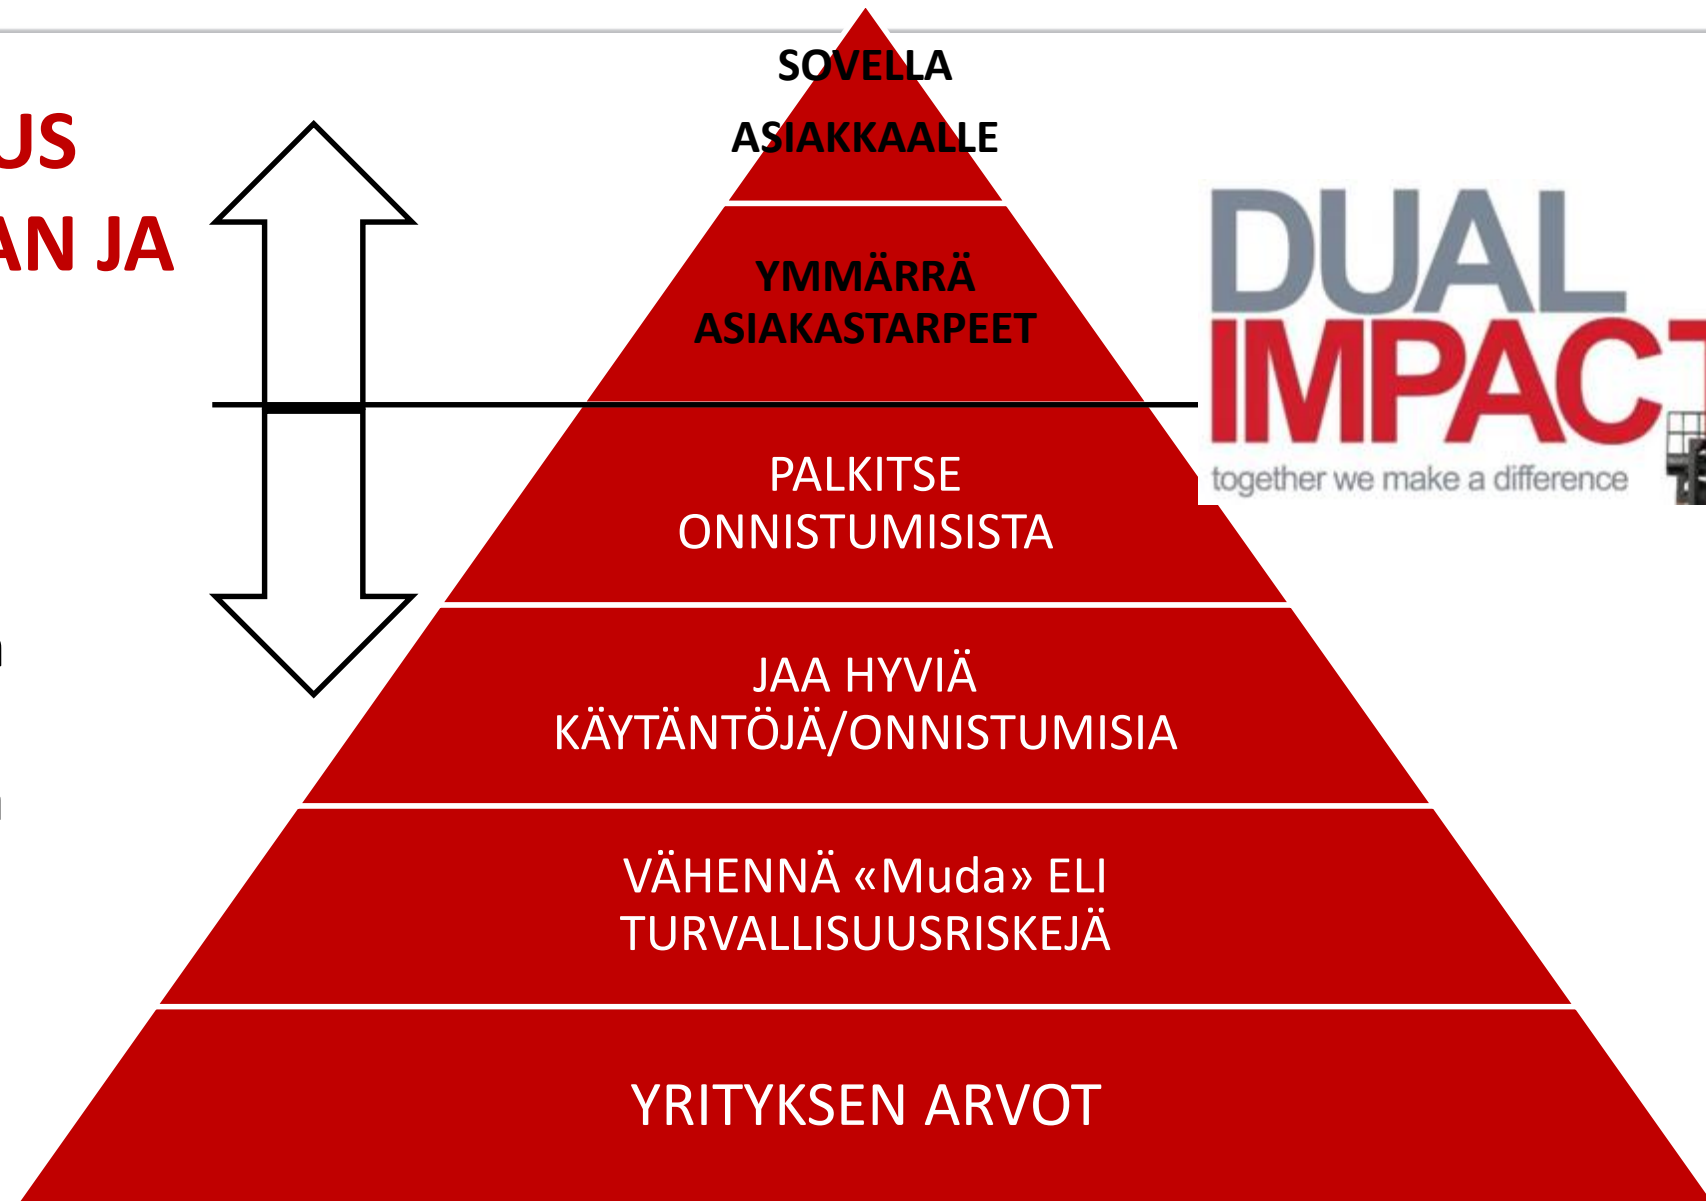 SOVELLA
ASIAKKAALLE
US
AN JA
YMMÄRRÄ
ASIAKASTARPEET
DUAL
IMPACT
together we make a difference
PALKITSE
ONNISTUMISISTA
JAA HYVIÄ
KÄYTÄNTÖJÄ/ONNISTUMISIA
VÄHENNÄ «Muda» ELI
TURVALLISUUSRISKEJÄ
YRITYKSEN ARVOT